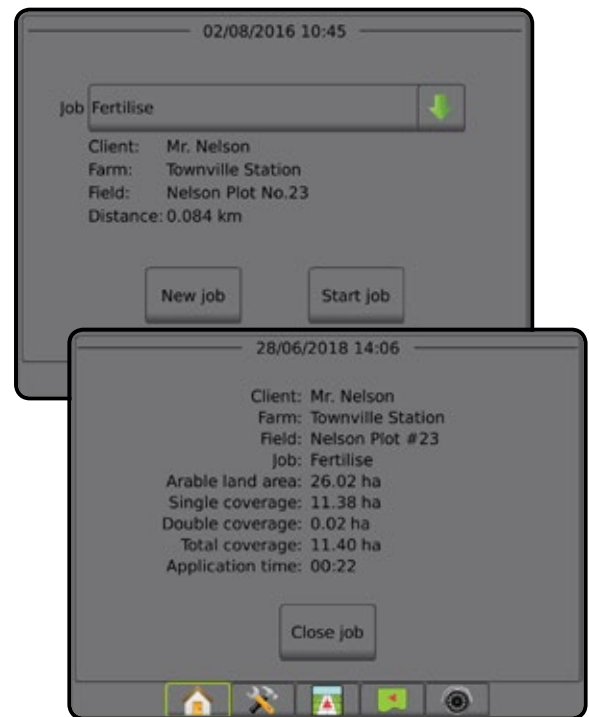 02/08/2016 10:45
Job Fertilise
Client: Mr. Nelson
Farm: Townville Station
Field: Nelson Plot No.23
Distance: 0.084 km
New job Start job
28/06/2018 14:06
Client: Mr. Nelson
Farm: Townville Station
Field: Nelson Plot #23
Job: Fertilise
Arable land area: 26.02 ha
Single coverage: 11.38 ha
Double coverage: 0.02 ha
Total coverage: 11.40 ha
Application time: 00:22
Close job